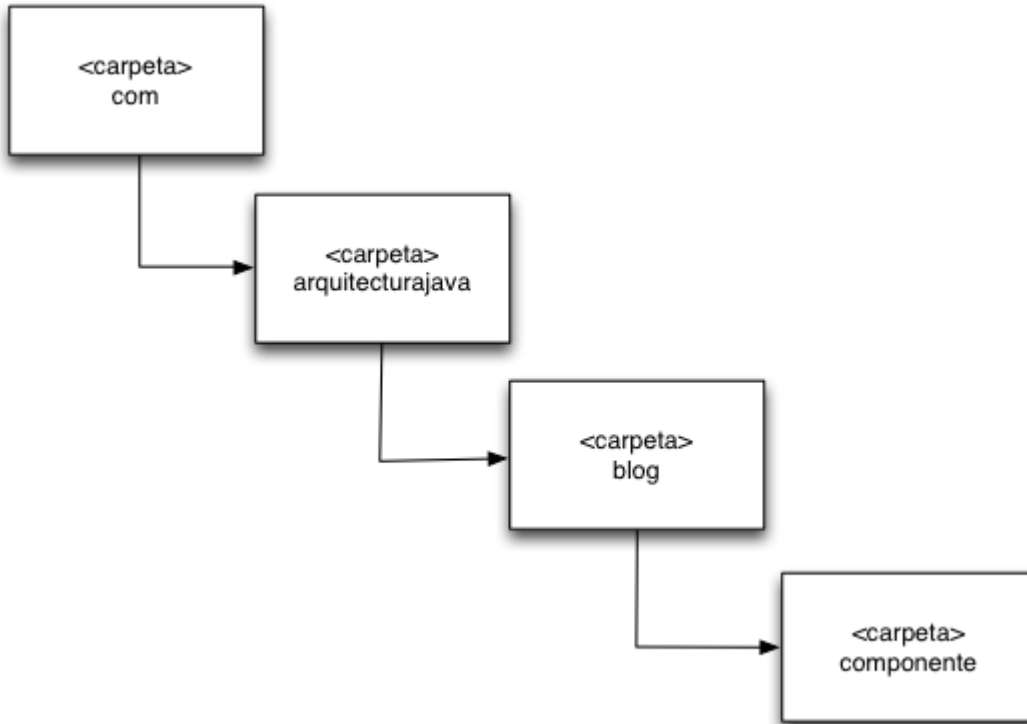 <carpeta>
com
<carpeta>
arquitecturajava
<carpeta>
blog
<carpeta>
componente